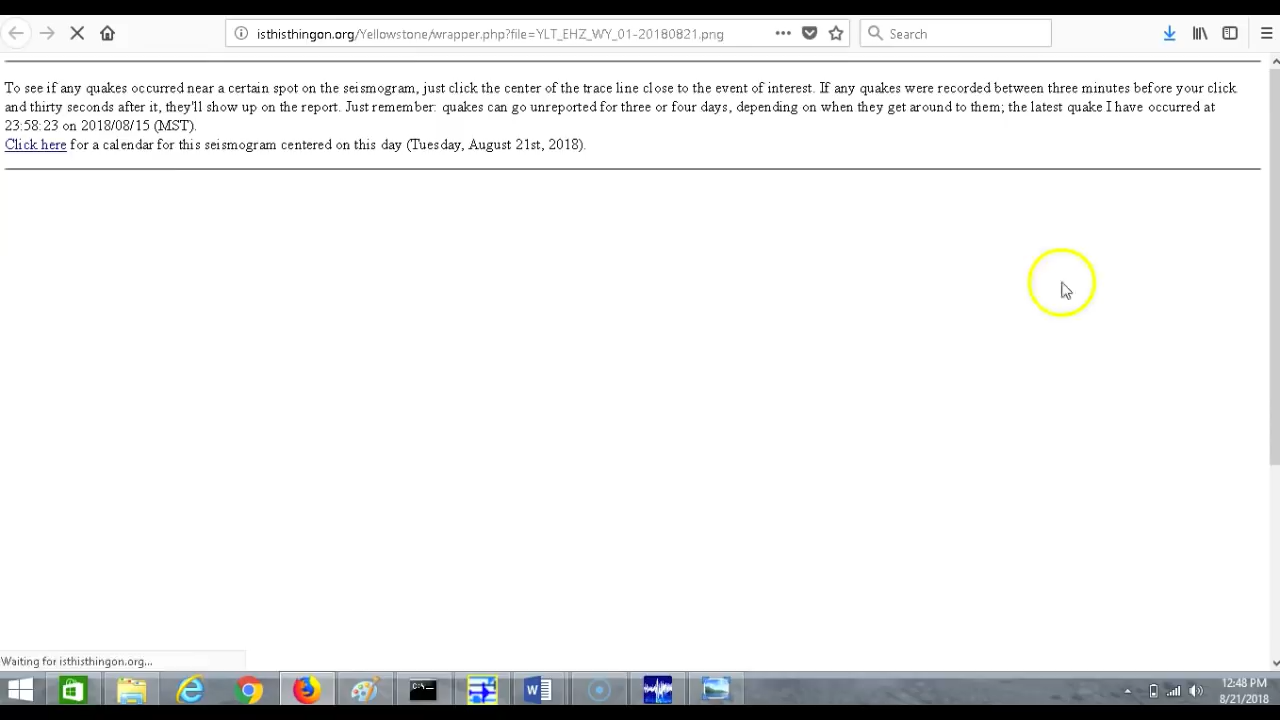 isthisthingon.org/Yellowstone/wrapper.php?file=YLT_EHZ_WY_01-20180821.png
Search
To see if any quakes occurred near a certain spot on the seismogram, just click the center of the trace line close to the event of interest. If any quakes were recorded between three minutes before your click
and thirty seconds after it, they'll show up on the report. Just remember: quakes can go unreported for three or four days, depending on when they get around to them; the latest quake I have occurred at
23:58:23 on 2018/08/15 (MST).
Click here for a calendar for this seismogram centered on this day (Tuesday, August 21st, 2018).
Waiting for isthisthingon.org...
12:48 PM
8/21/2018